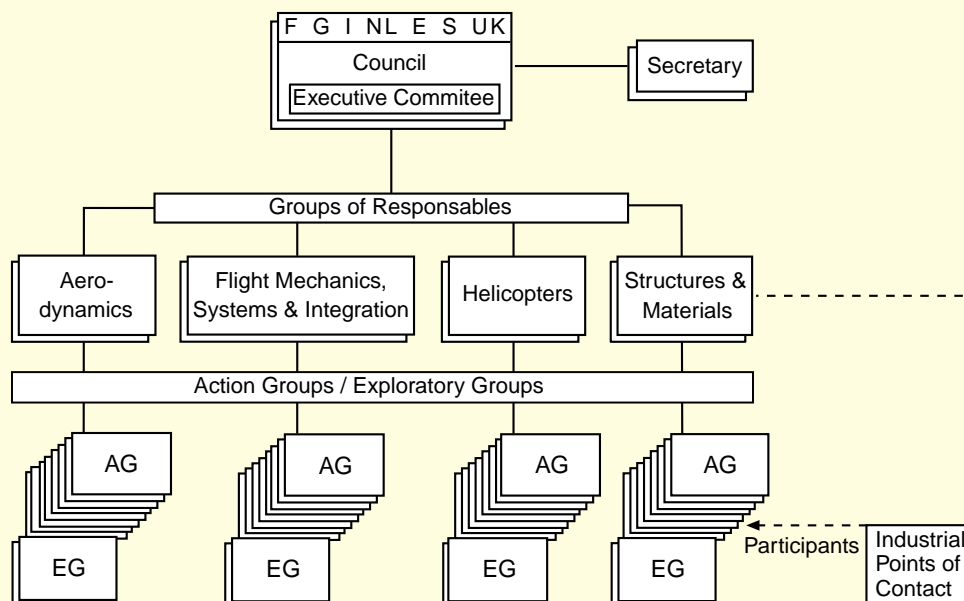 F G I NL E S UK
Council
Executive Commitee
Secretary
Groups of Responsables
Aero-
dynamics
Flight Mechanics,
Systems & Integration
Helicopters
Structures &
Materials
Action Groups / Exploratory Groups
AG
AG
AG
AG
EG
EG
EG
EG
Participants
Industrial
Points of
Contact